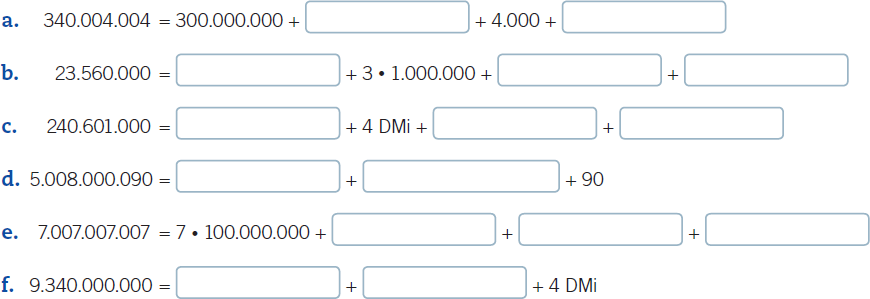 a. 340.004.004 = 300.000.000 + + 4.000 +
b. 23.560.000 = + 3 • 1.000.000 + +
c. 240.601.000 = + 4 DMi + +
d. 5.008.000.090 = + + 90
e. 7.007.007.007 = 7 • 100.000.000 + + +
f. 9.340.000.000 = + + 4 DMi